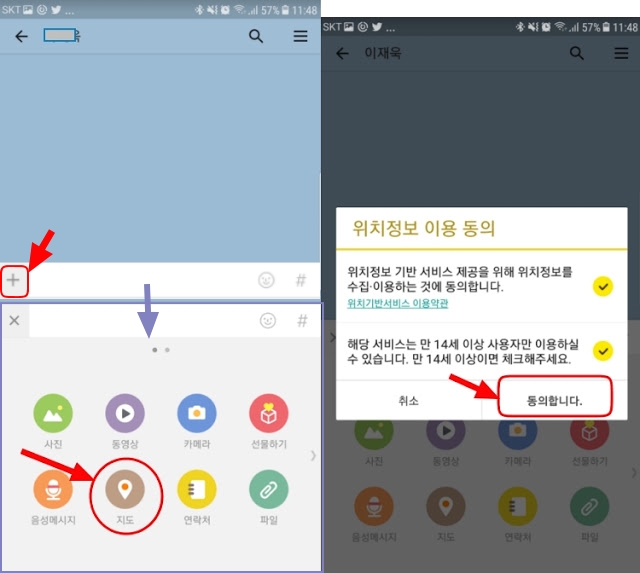 SKT ... 57% 11:48
+
#
× #
사진 동영상 카메라 선물하기
음성메시지 지도 연락처 파일
SKT ... 57% 11:48
이재욱
위치정보 이용 동의
위치정보 기반 서비스 제공을 위해 위치정보를
수집·이용하는 것에 동의합니다.
위치기반서비스 이용약관
해당 서비스는 만 14세 이상 사용자만 이용하실
수 있습니다. 만 14세 이상이면 체크해주세요.
취소 동의합니다.
사진 동영상 카메라 선물하기
음성메시지 지도 연락처 파일